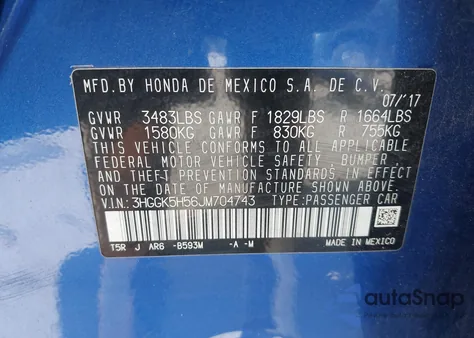 MFD.BY HONDA DE MEXICO S.A. DE C.V.
07/'17
GVWR 3483LBS GAWR F 1829LBS R 1664LBS
GVWR 1580KG GAWR F 830KG R 755KG
THIS VEHICLE CONFORMS TO ALL APPLICABLE
FEDERAL MOTOR VEHICLE SAFETY, BUMPER
AND THEFT PREVENTION STANDARDS IN EFFECT
ON THE DATE OF MANUFACTURE SHOWN ABOVE.
V.I.N: 3HGGK5H56JM704743 TYPE:PASSENGER CAR
T5R J AR6 -B593M -A -M MADE IN MEXICO
autoSnap